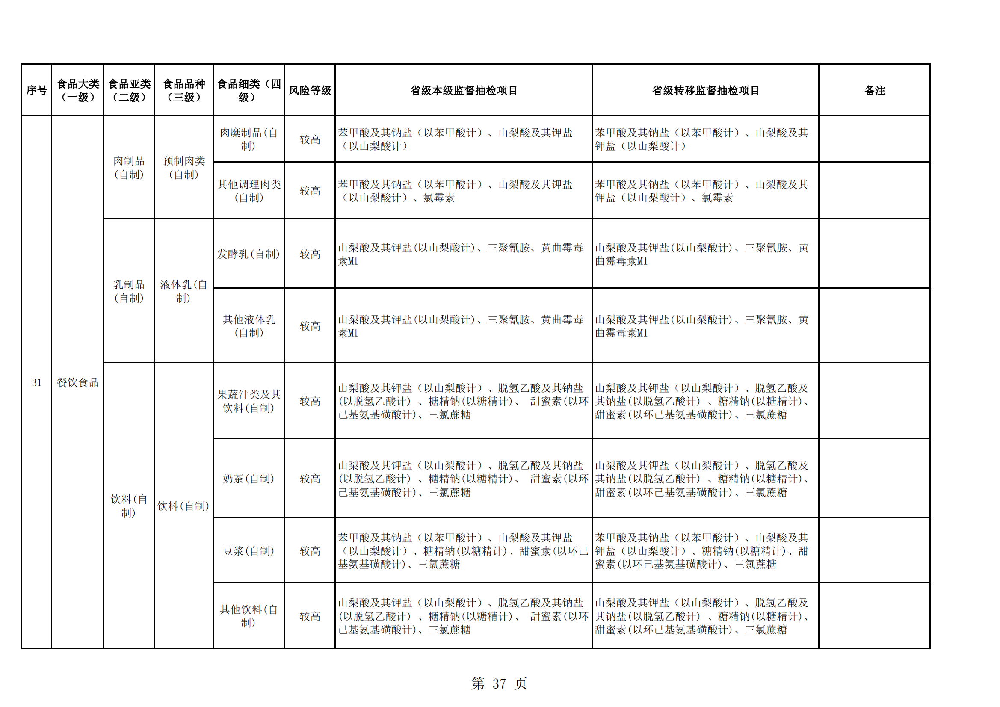 序号
食品大类
（一级）
食品亚类
（二级）
食品品种
（三级）
食品细类（四
级）
风险等级
省级本级监督抽检项目
省级转移监督抽检项目
备注
31
餐饮食品
肉制品
(自制)
预制肉类
(自制)
肉糜制品(自
制)
较高
苯甲酸及其钠盐（以苯甲酸计）、山梨酸及其钾盐
（以山梨酸计）
苯甲酸及其钠盐（以苯甲酸计）、山梨酸及其
钾盐（以山梨酸计）
其他调理肉类
(自制)
较高
苯甲酸及其钠盐（以苯甲酸计）、山梨酸及其钾盐
（以山梨酸计）、氯霉素
苯甲酸及其钠盐（以苯甲酸计）、山梨酸及其
钾盐（以山梨酸计）、氯霉素
乳制品
(自制)
液体乳(自
制)
发酵乳(自制)
较高
山梨酸及其钾盐(以山梨酸计)、三聚氰胺、黄曲霉毒
素M1
山梨酸及其钾盐(以山梨酸计)、三聚氰胺、黄
曲霉毒素M1
其他液体乳
(自制)
较高
山梨酸及其钾盐(以山梨酸计)、三聚氰胺、黄曲霉毒
素M1
山梨酸及其钾盐(以山梨酸计)、三聚氰胺、黄
曲霉毒素M1
饮料(自
制)
饮料(自制)
果蔬汁类及其
饮料(自制)
较高
山梨酸及其钾盐（以山梨酸计）、脱氢乙酸及其钠盐
(以脱氢乙酸计) 、糖精钠(以糖精计)、 甜蜜素(以环
己基氨基磺酸计)、三氯蔗糖
山梨酸及其钾盐（以山梨酸计）、脱氢乙酸及
其钠盐(以脱氢乙酸计) 、糖精钠(以糖精计)、
甜蜜素(以环己基氨基磺酸计)、三氯蔗糖
奶茶(自制)
较高
山梨酸及其钾盐（以山梨酸计）、脱氢乙酸及其钠盐
(以脱氢乙酸计) 、糖精钠(以糖精计)、 甜蜜素(以环
己基氨基磺酸计)、三氯蔗糖
山梨酸及其钾盐（以山梨酸计）、脱氢乙酸及
其钠盐(以脱氢乙酸计) 、糖精钠(以糖精计)、
甜蜜素(以环己基氨基磺酸计)、三氯蔗糖
豆浆(自制)
较高
苯甲酸及其钠盐（以苯甲酸计）、山梨酸及其钾盐
（以山梨酸计）、糖精钠(以糖精计)、甜蜜素(以环己
基氨基磺酸计)、三氯蔗糖
苯甲酸及其钠盐（以苯甲酸计）、山梨酸及其
钾盐（以山梨酸计）、糖精钠(以糖精计)、甜
蜜素(以环己基氨基磺酸计)、三氯蔗糖
其他饮料(自
制)
较高
山梨酸及其钾盐（以山梨酸计）、脱氢乙酸及其钠盐
(以脱氢乙酸计) 、糖精钠(以糖精计)、 甜蜜素(以环
己基氨基磺酸计)、三氯蔗糖
山梨酸及其钾盐（以山梨酸计）、脱氢乙酸及
其钠盐(以脱氢乙酸计) 、糖精钠(以糖精计)、
甜蜜素(以环己基氨基磺酸计)、三氯蔗糖
第 37 页